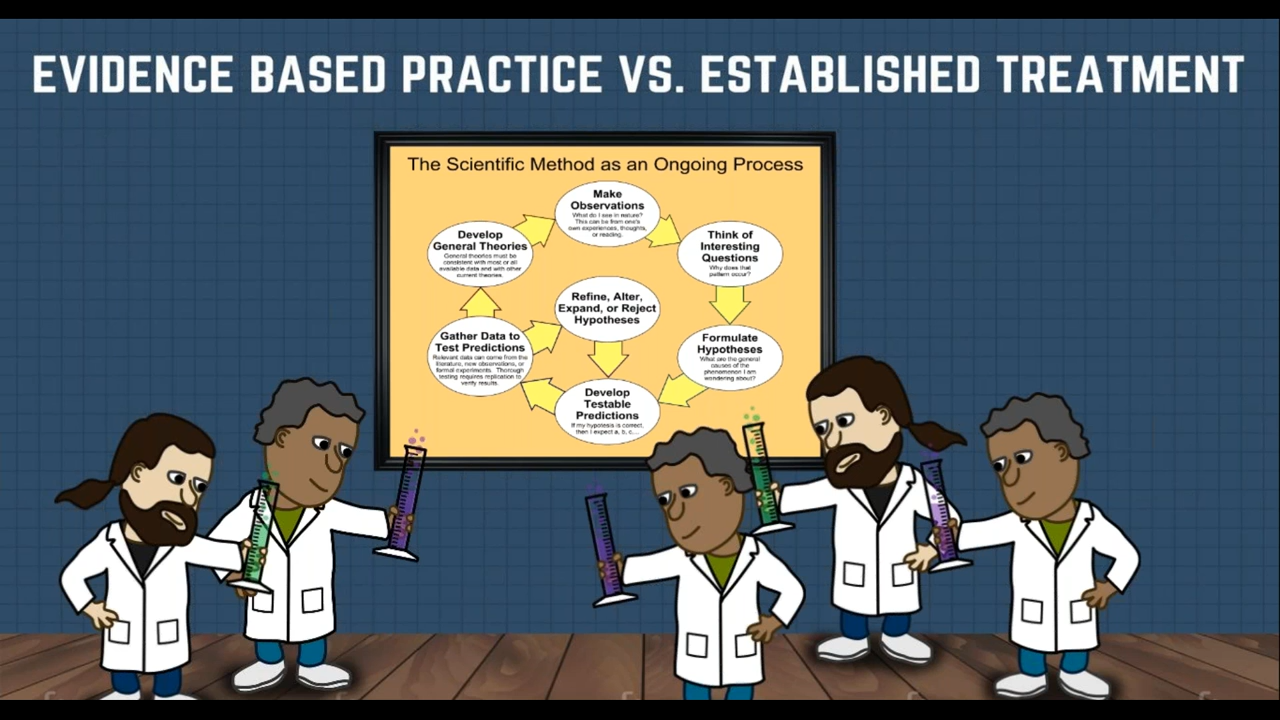 EVIDENCE BASED PRACTICE VS. ESTABLISHED TREATMENT
The Scientific Method as an Ongoing Process
Make
Observations
What do I see in nature?
This can be from one's
own experiences, thoughts,
or reading.
Think of
Interesting
Questions
Why does that
pattern occur?
Formulate
Hypotheses
What are the general
causes of the
phenomenon I am
wondering about?
Develop
Testable
Predictions
If my hypotesis is correct,
then I expect a, b, c,...
Gather Data to
Test Predictions
Relevant data can come from the
literature, new observations, or
formal experiments. Thorough
testing requires replication to
verify results.
Refine, Alter,
Expand, or Reject
Hypotheses
Develop
General Theories
General theories must be
consistent with most or all
available data and with other
current theories.